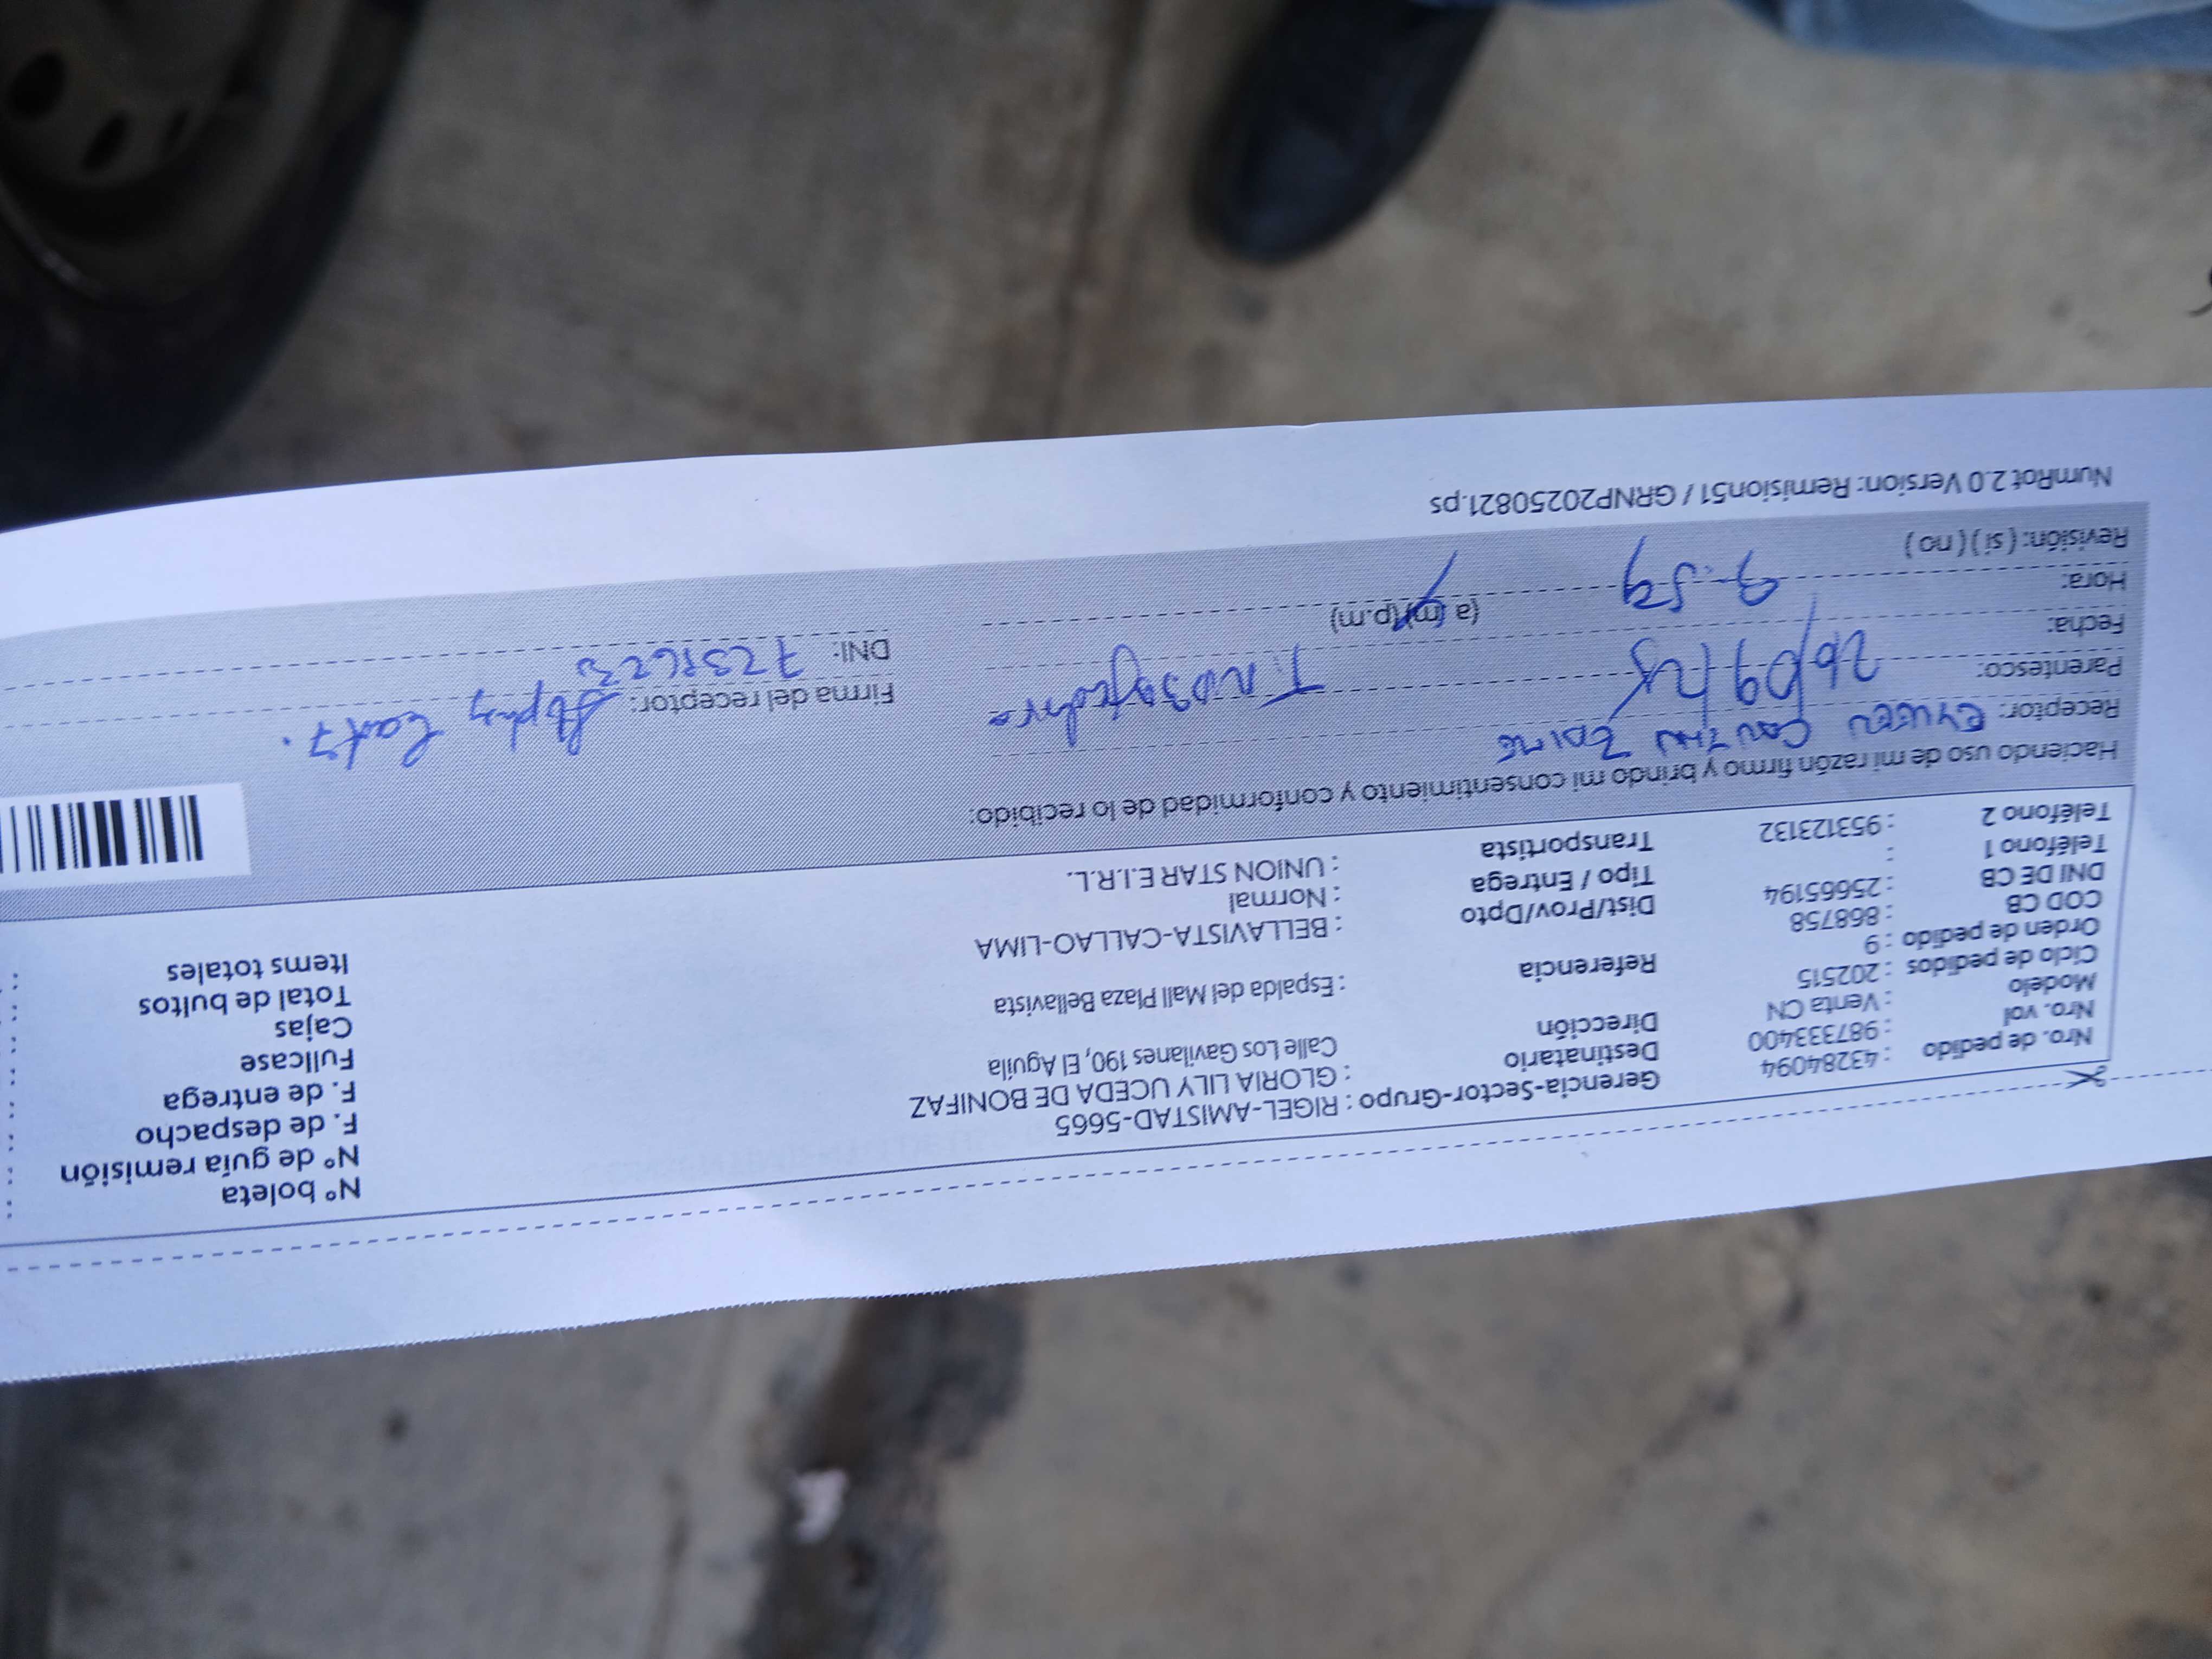 Nro. de pedido : 43284094
Nro. vol : 987333400
Modelo : Venta CN
Ciclo de pedidos : 202515
Orden de pedido : 9
COD CB : 868758
DNI DE CB : 25665194
Teléfono 1 :
Teléfono 2 : 953123132
Gerencia-Sector-Grupo : RIGEL-AMISTAD-5665
Destinatario : GLORIA LILY UCEDA DE BONIFAZ
Dirección Calle Los Gavilanes 190, El Aguila
Referencia : Espalda del Mall Plaza Bellavista
Dist/Prov/Dpto : BELLAVISTA-CALLAO-LIMA
Tipo / Entrega : Normal
Transportista : UNION STAR E.I.R.L.
N° boleta :
N° de guía remisión :
F. de despacho :
F. de entrega :
Fullcase :
Cajas :
Total de bultos :
Items totales :
Haciendo uso de mi razón firmo y brindo mi consentimiento y conformidad de lo recibido:
Receptor:
Parentesco:
Fecha: 26/09/25
Hora: 9:59 (a.m) (p.m)
Revisión: ( si ) ( no )
Firma del receptor:
DNI:
NumRot 2.0 Version: Remision51 / GRNP20250821.ps